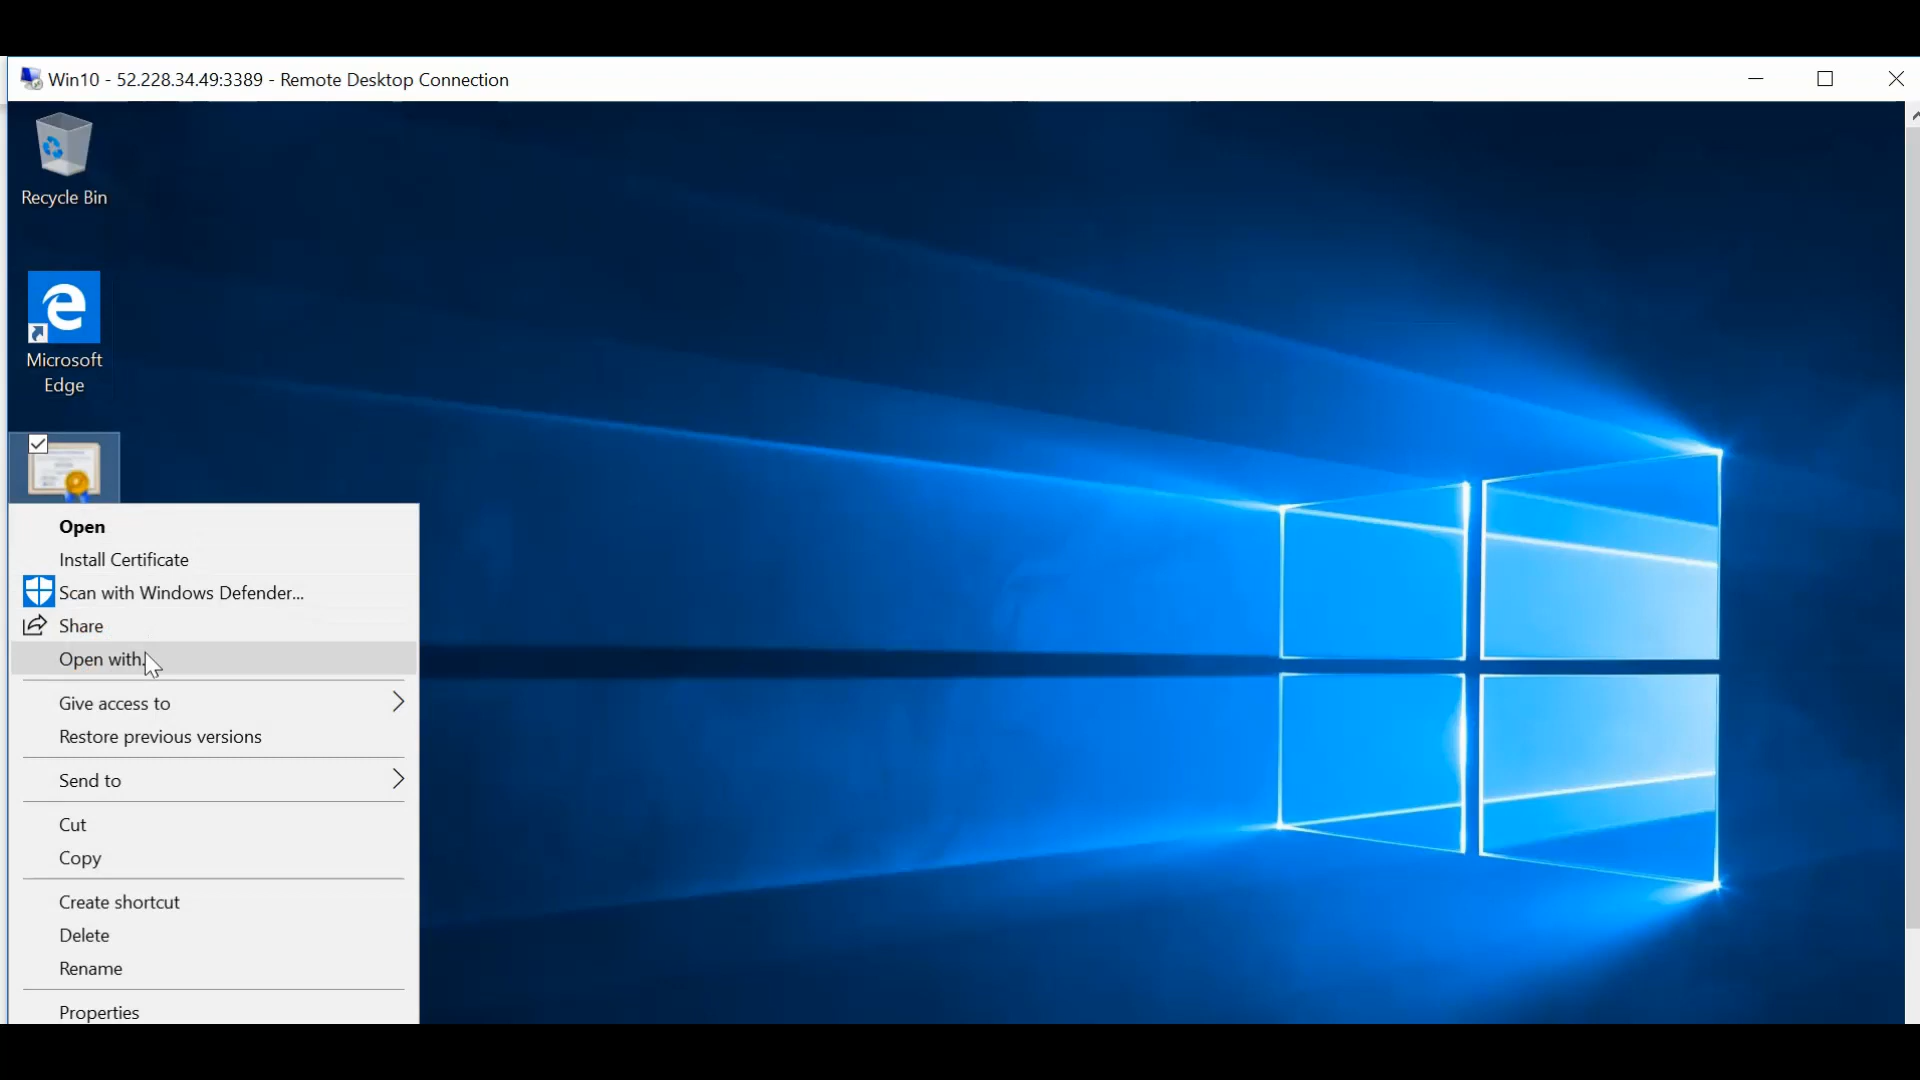 Win10 - 52.228.34.49:3389 - Remote Desktop Connection
Recycle Bin
Microsoft
Edge
Open
Install Certificate
Scan with Windows Defender...
Share
Open with...
Give access to
Restore previous versions
Send to
Cut
Copy
Create shortcut
Delete
Rename
Properties